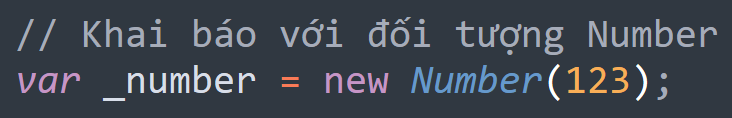 // Khai báo với đối tượng Number
var _number = new Number(123);